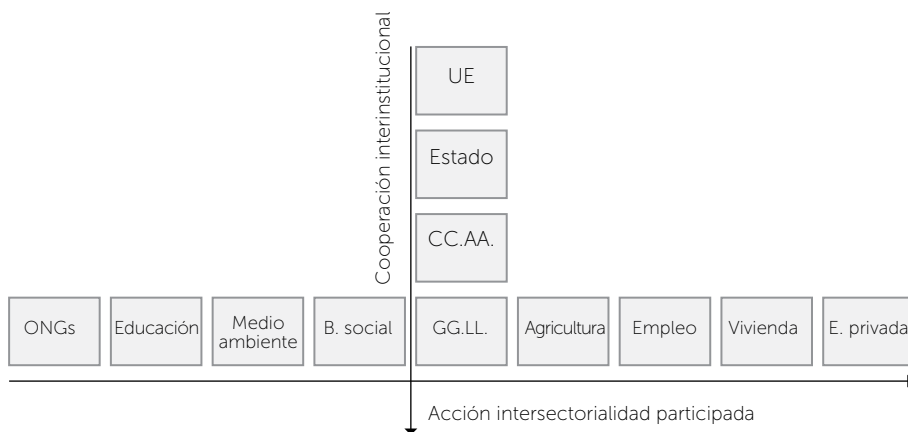 Cooperación interinstitucional
UE
Estado
CC.AA.
ONGs
Educación
Medio
ambiente
B. social
GG.LL.
Agricultura
Empleo
Vivienda
E. privada
Acción intersectorialidad participada